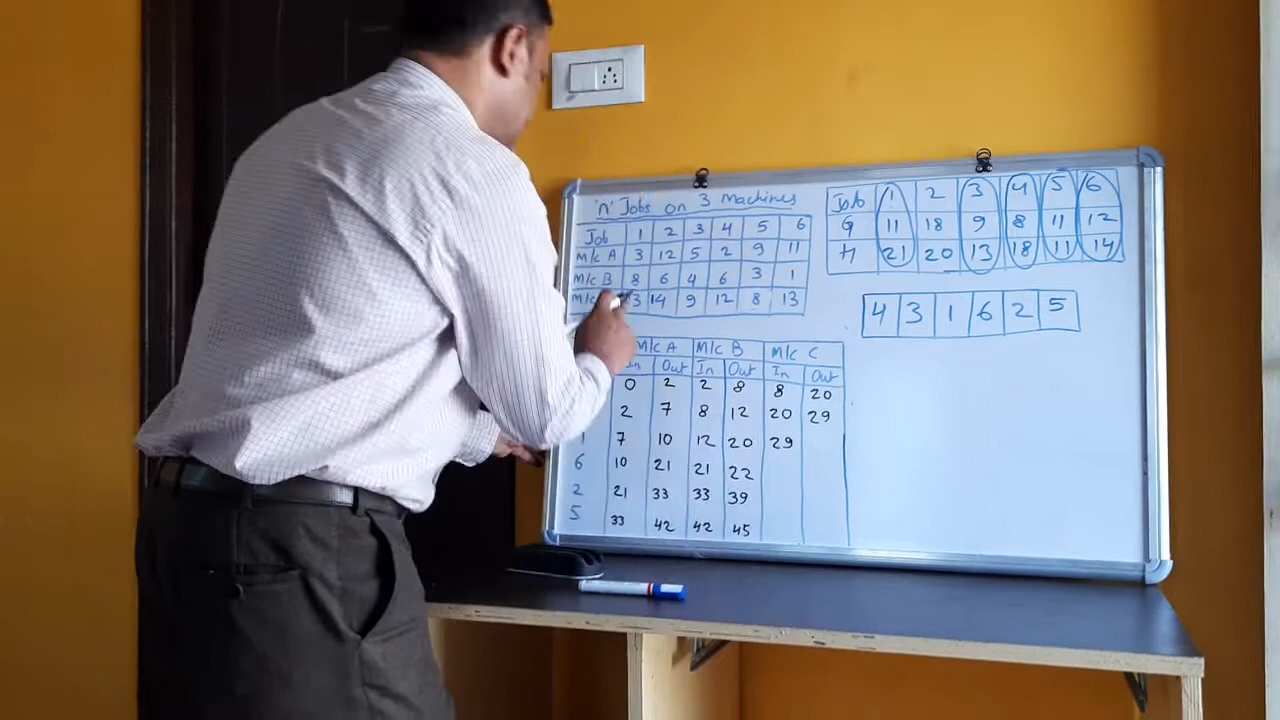 'n' Jobs on 3 Machines
Job 1 2 3 4 5 6
M/c A 3 12 5 2 9 11
M/c B 8 6 4 6 3 1
M/c 3 14 9 12 8 13
Job 1 2 3 4 5 6
G 11 18 9 8 11 12
H 21 20 13 18 11 14
4 3 1 6 2 5
M/c A M/c B M/c C
In Out In Out In Out
0 2 2 8 8 20
2 7 8 12 20 29
1 7 10 12 20 29
6 10 21 21 22
2 21 33 33 39
5 33 42 42 45